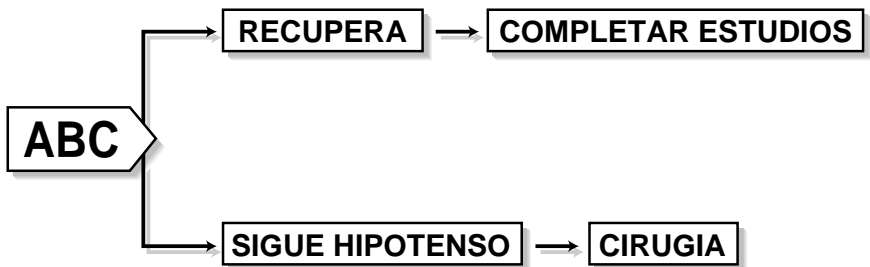 RECUPERA
COMPLETAR ESTUDIOS
ABC
SIGUE HIPOTENSO
CIRUGIA